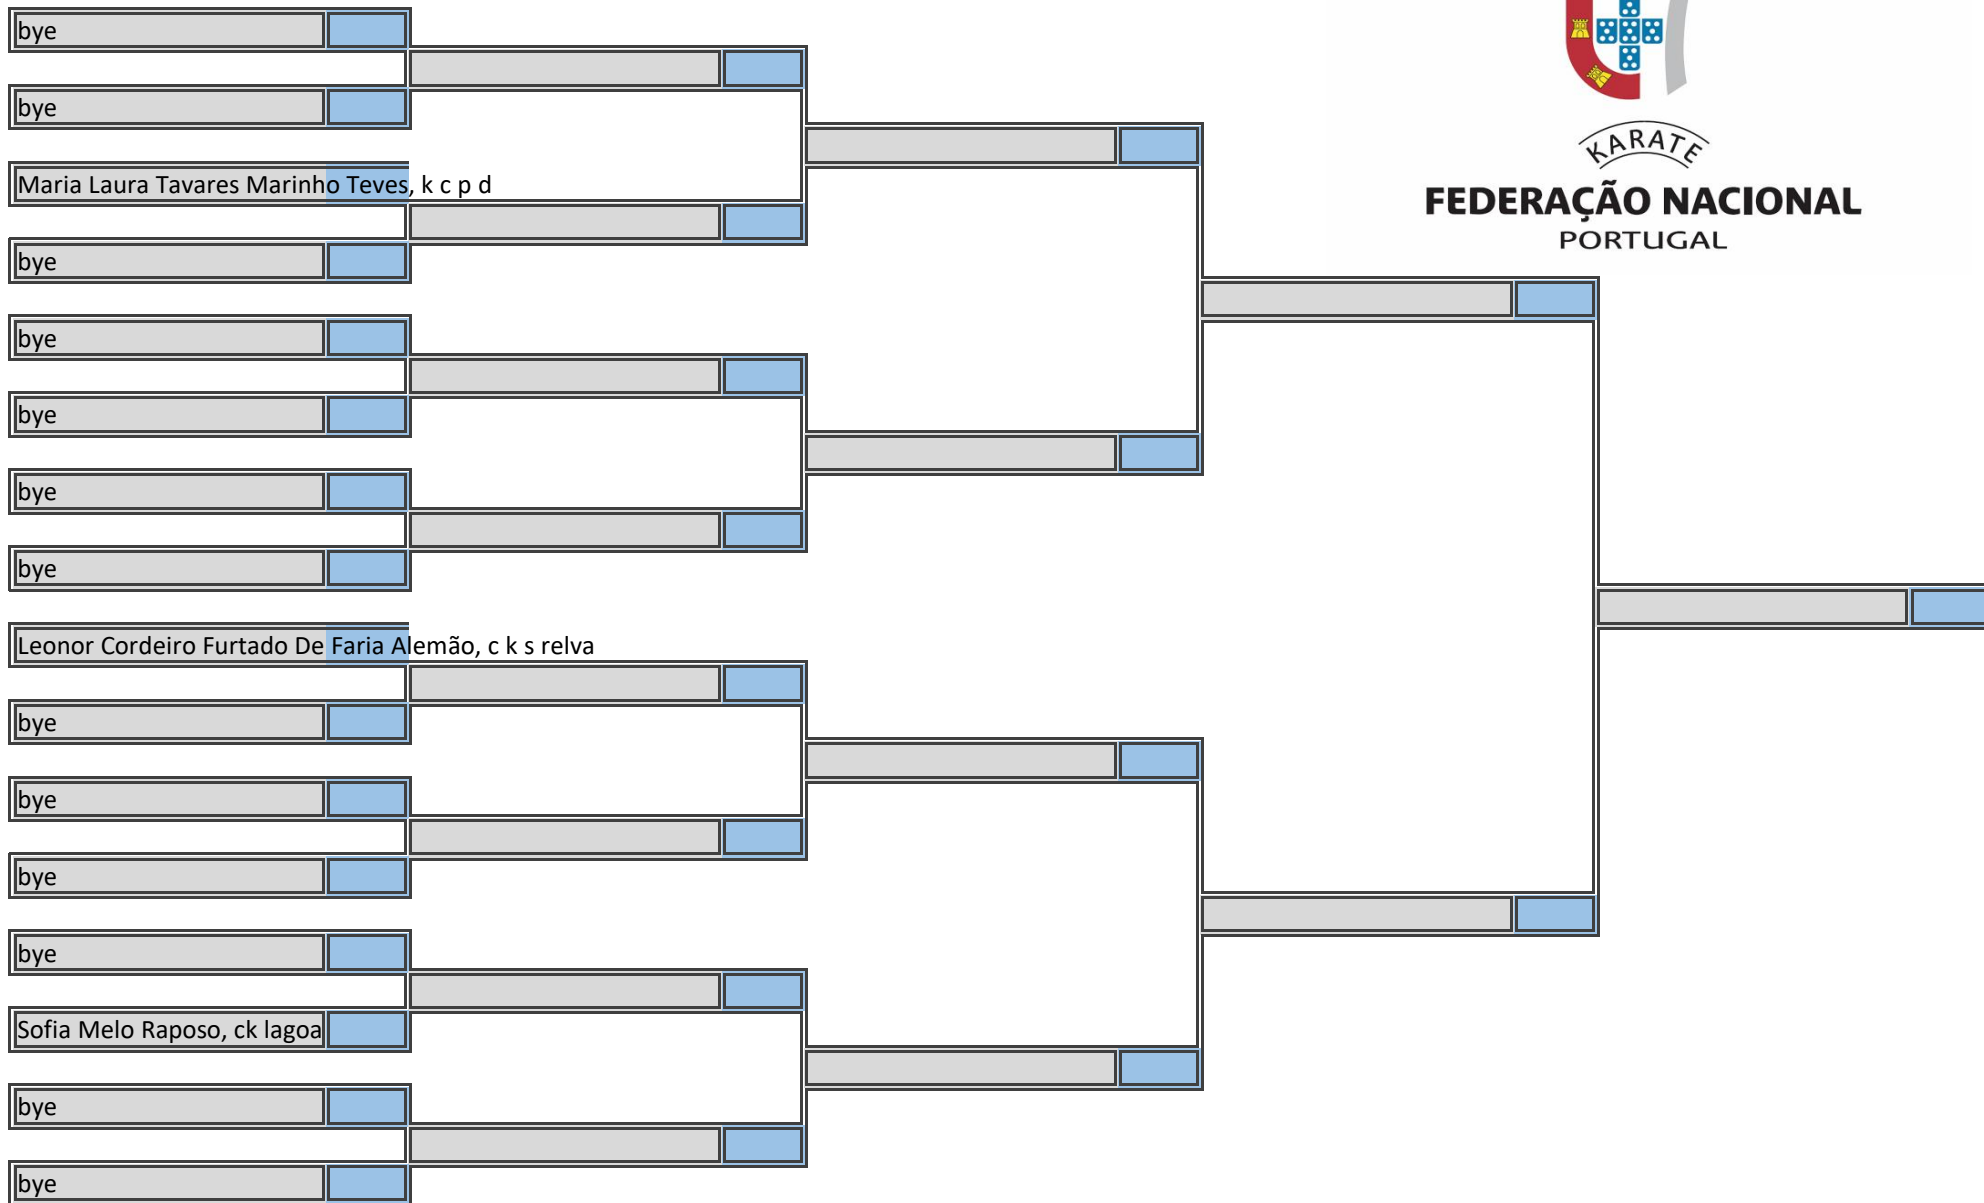 bye
bye
KARATE
FEDERAÇÃO NACIONAL
PORTUGAL
Maria Laura Tavares Marinho Teves, k c p d
bye
bye
bye
bye
bye
Leonor Cordeiro Furtado De Faria Alemão, c k s relva
bye
bye
bye
bye
Sofia Melo Raposo, ck lagoa
bye
bye